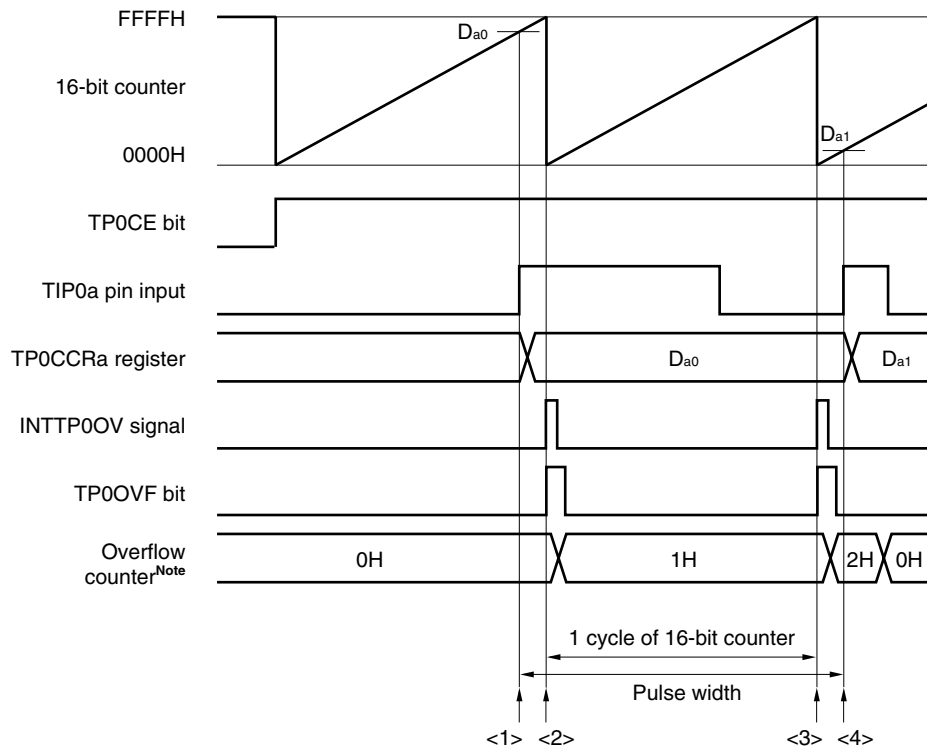 FFFFH
Da0
16-bit counter
Da1
0000H
TP0CE bit
TIP0a pin input
TP0CCRa register
Da0
Da1
INTTP0OV signal
TP0OVF bit
Overflow
counterNote
0H
1H
2H
0H
1 cycle of 16-bit counter
Pulse width
<1> <2> <3> <4>